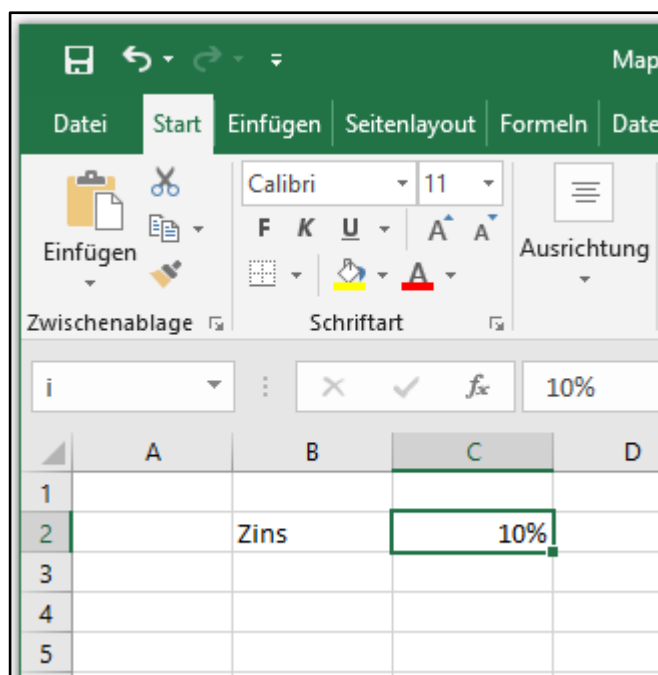 Map
Datei Start Einfügen Seitenlayout Formeln Date
Calibri 11
F K U A A
Einfügen A Ausrichtung
Zwischenablage Schriftart
i fx 10%
A B C D
1
2 Zins 10%
3
4
5